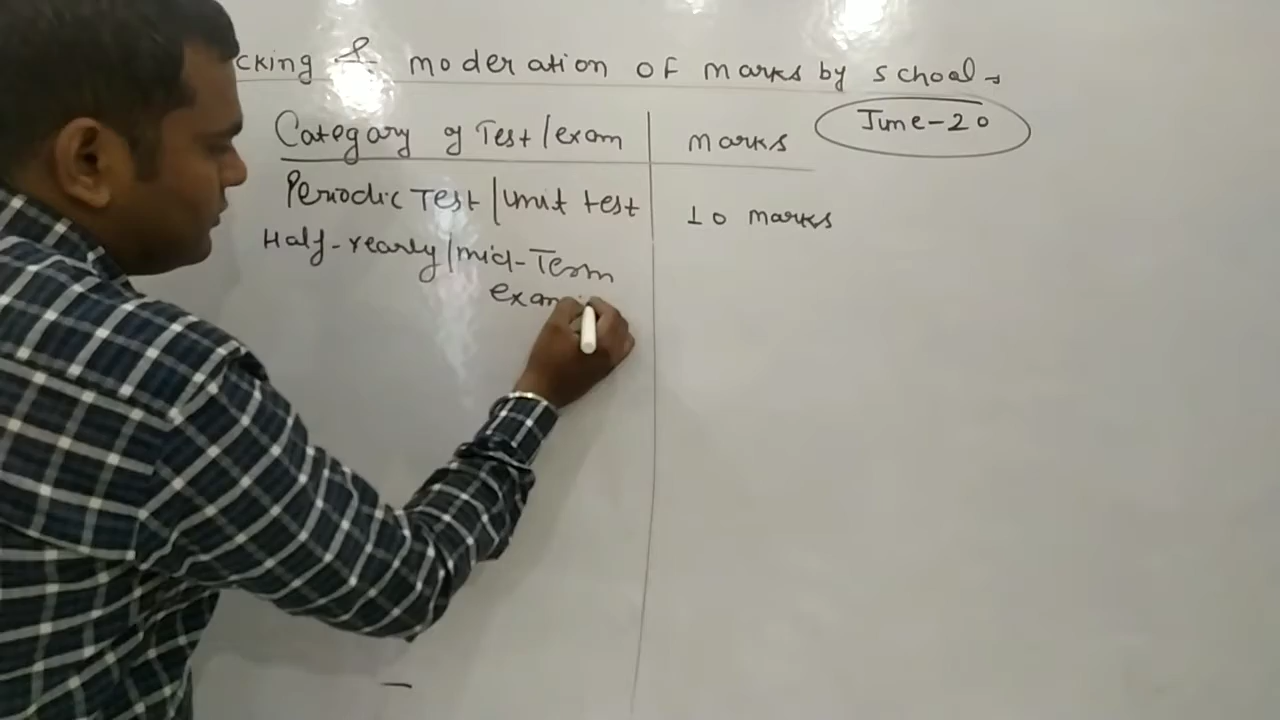 cking & moderation of marks by school
Category of Test/exam marks
June-20
Periodic Test/Unit test 10 marks
Half-Yearly/mid-Term
exam